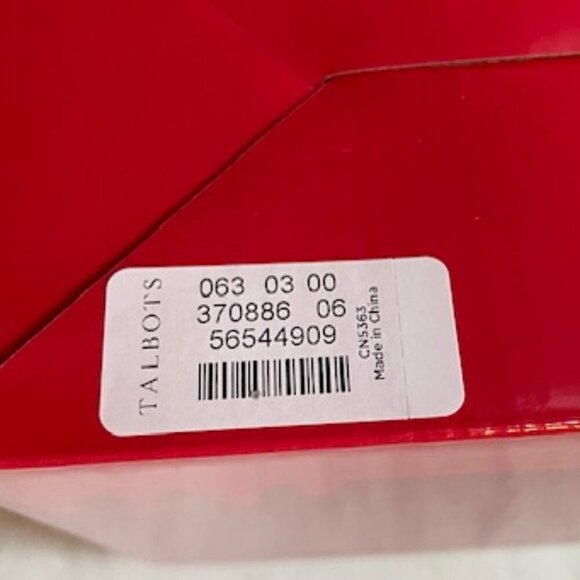 TALBOTS
063 03 00
370886 06
56544909
CN5363
Made in China